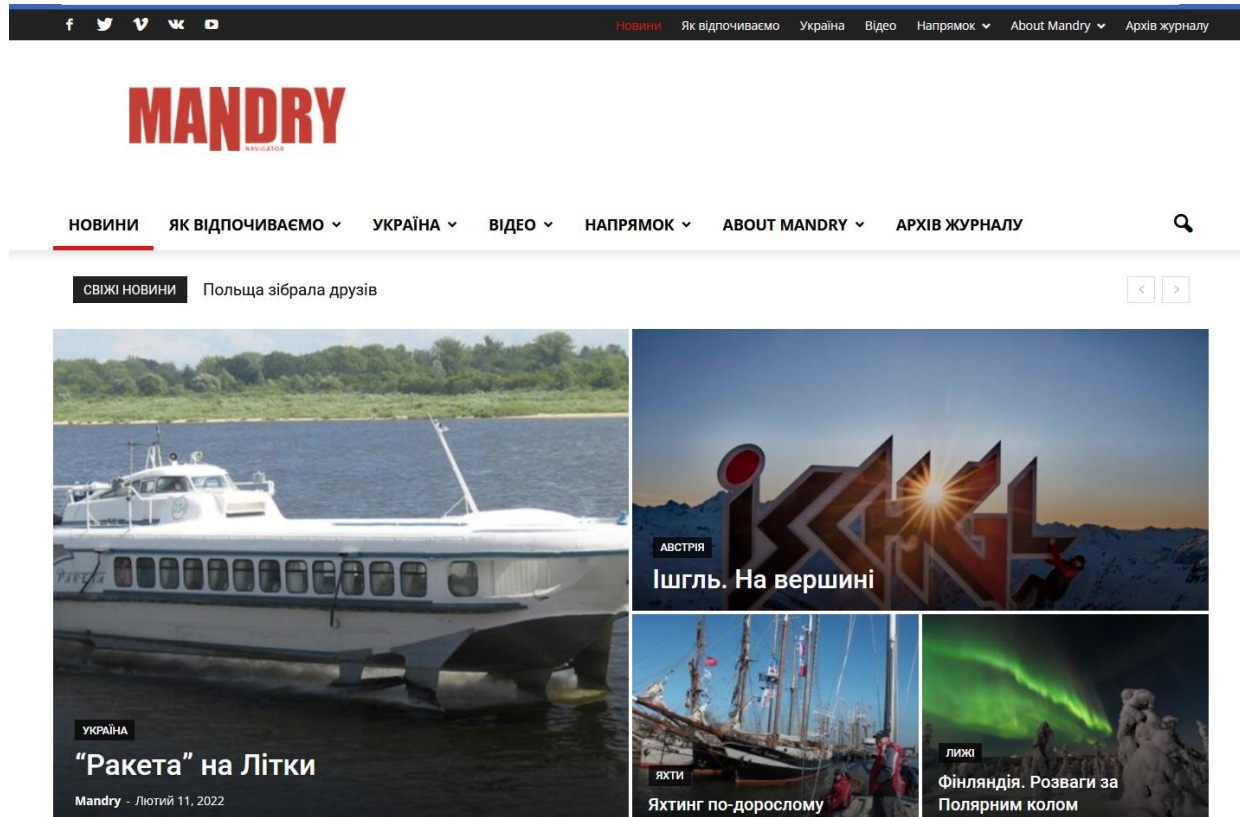 Новини Як відпочиваємо Україна Відео Напрямок About Mandry Архів журналу
MANDRY
NAVIGATOR
НОВИНИ ЯК ВІДПОЧИВАЄМО УКРАЇНА ВІДЕО НАПРЯМОК ABOUT MANDRY АРХІВ ЖУРНАЛУ
СВІЖІ НОВИНИ Польща зібрала друзів
РАКЕТА
УКРАЇНА
“Ракета” на Літки
Mandry - Лютий 11, 2022
ISCHGL
АВСТРІЯ
Ішгль. На вершині
ЯХТИ
Яхтинг по-дорослому
ЛИЖІ
Фінляндія. Розваги за
Полярним колом